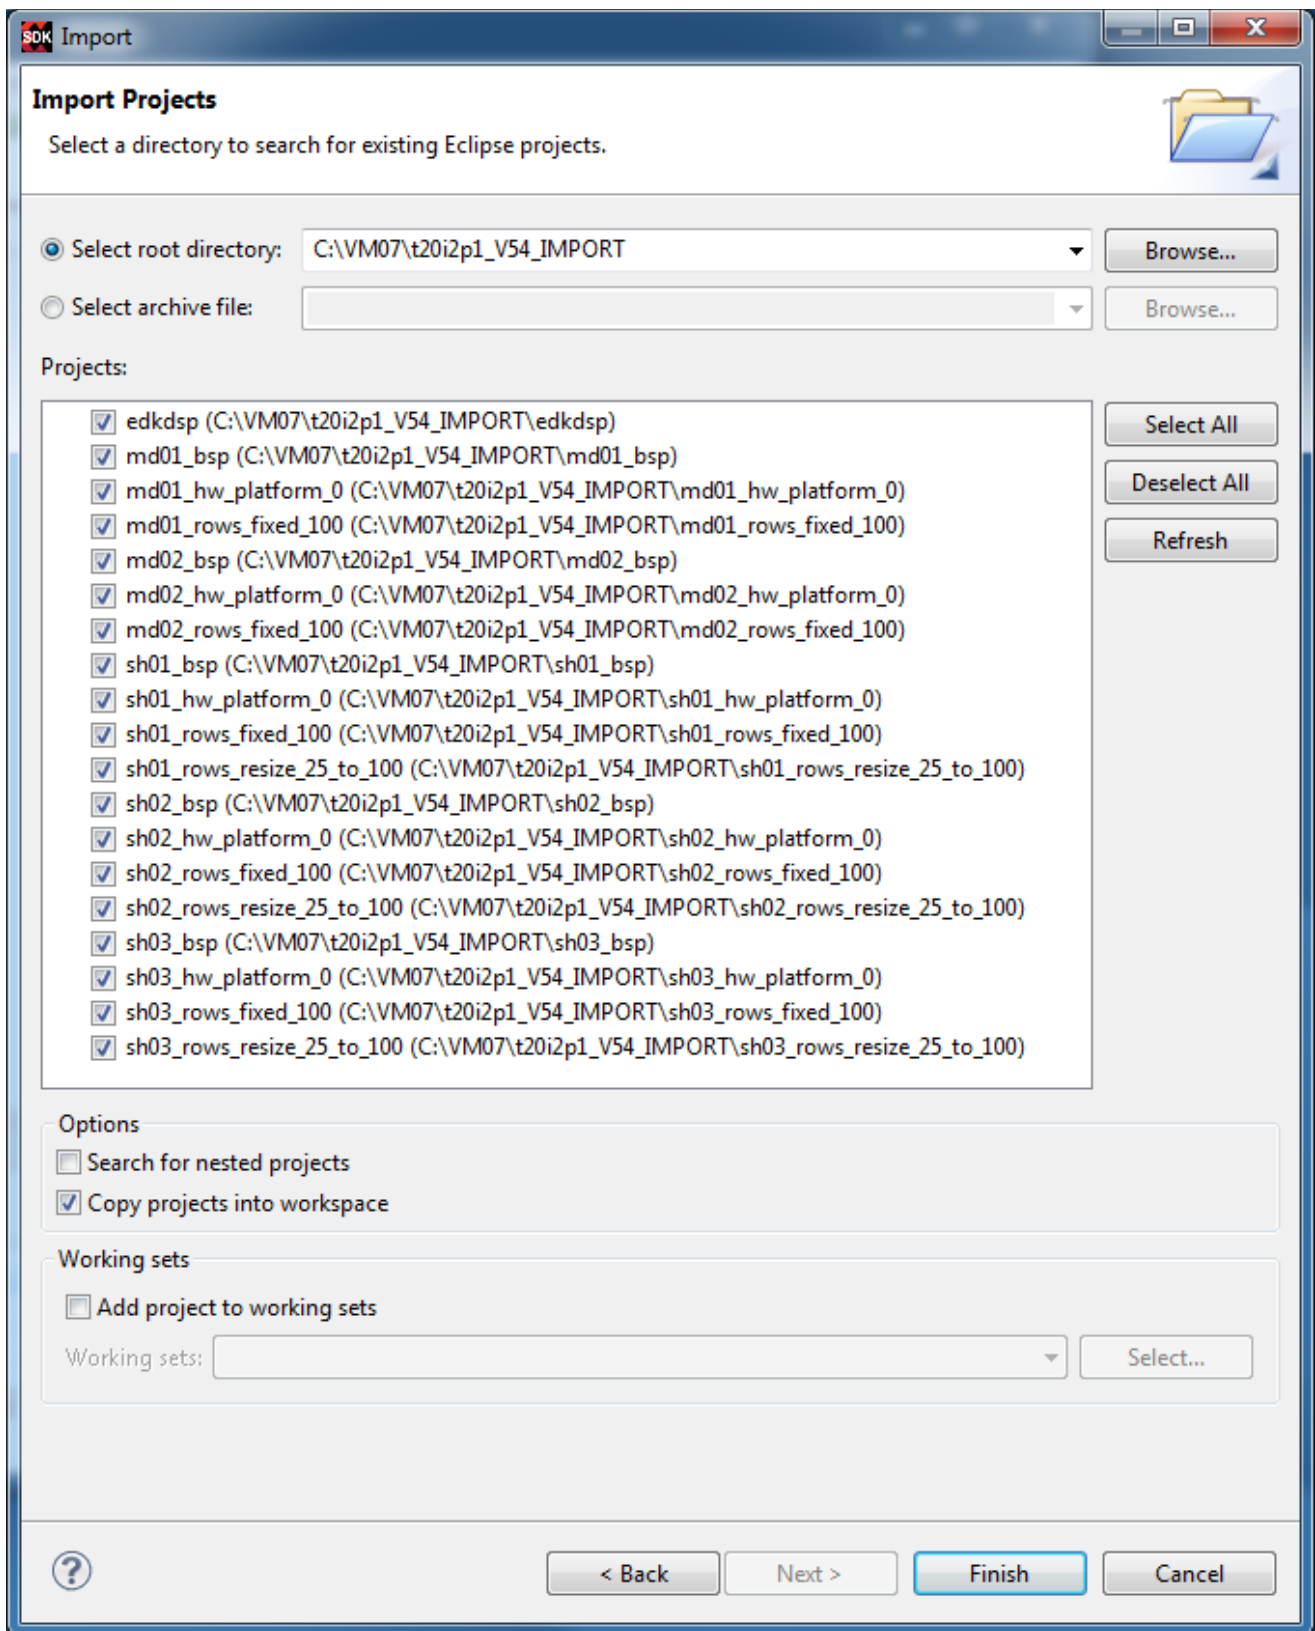 SDK Import
Import Projects
Select a directory to search for existing Eclipse projects.
Select root directory: C:\VM07\t20i2p1_V54_IMPORT Browse...
Select archive file: Browse...
Projects:
edkdsp (C:\VM07\t20i2p1_V54_IMPORT\edkdsp)
md01_bsp (C:\VM07\t20i2p1_V54_IMPORT\md01_bsp)
md01_hw_platform_0 (C:\VM07\t20i2p1_V54_IMPORT\md01_hw_platform_0)
md01_rows_fixed_100 (C:\VM07\t20i2p1_V54_IMPORT\md01_rows_fixed_100)
md02_bsp (C:\VM07\t20i2p1_V54_IMPORT\md02_bsp)
md02_hw_platform_0 (C:\VM07\t20i2p1_V54_IMPORT\md02_hw_platform_0)
md02_rows_fixed_100 (C:\VM07\t20i2p1_V54_IMPORT\md02_rows_fixed_100)
sh01_bsp (C:\VM07\t20i2p1_V54_IMPORT\sh01_bsp)
sh01_hw_platform_0 (C:\VM07\t20i2p1_V54_IMPORT\sh01_hw_platform_0)
sh01_rows_fixed_100 (C:\VM07\t20i2p1_V54_IMPORT\sh01_rows_fixed_100)
sh01_rows_resize_25_to_100 (C:\VM07\t20i2p1_V54_IMPORT\sh01_rows_resize_25_to_100)
sh02_bsp (C:\VM07\t20i2p1_V54_IMPORT\sh02_bsp)
sh02_hw_platform_0 (C:\VM07\t20i2p1_V54_IMPORT\sh02_hw_platform_0)
sh02_rows_fixed_100 (C:\VM07\t20i2p1_V54_IMPORT\sh02_rows_fixed_100)
sh02_rows_resize_25_to_100 (C:\VM07\t20i2p1_V54_IMPORT\sh02_rows_resize_25_to_100)
sh03_bsp (C:\VM07\t20i2p1_V54_IMPORT\sh03_bsp)
sh03_hw_platform_0 (C:\VM07\t20i2p1_V54_IMPORT\sh03_hw_platform_0)
sh03_rows_fixed_100 (C:\VM07\t20i2p1_V54_IMPORT\sh03_rows_fixed_100)
sh03_rows_resize_25_to_100 (C:\VM07\t20i2p1_V54_IMPORT\sh03_rows_resize_25_to_100)
Select All
Deselect All
Refresh
Options
Search for nested projects
Copy projects into workspace
Working sets
Add project to working sets
Working sets: Select...
? < Back Next > Finish Cancel